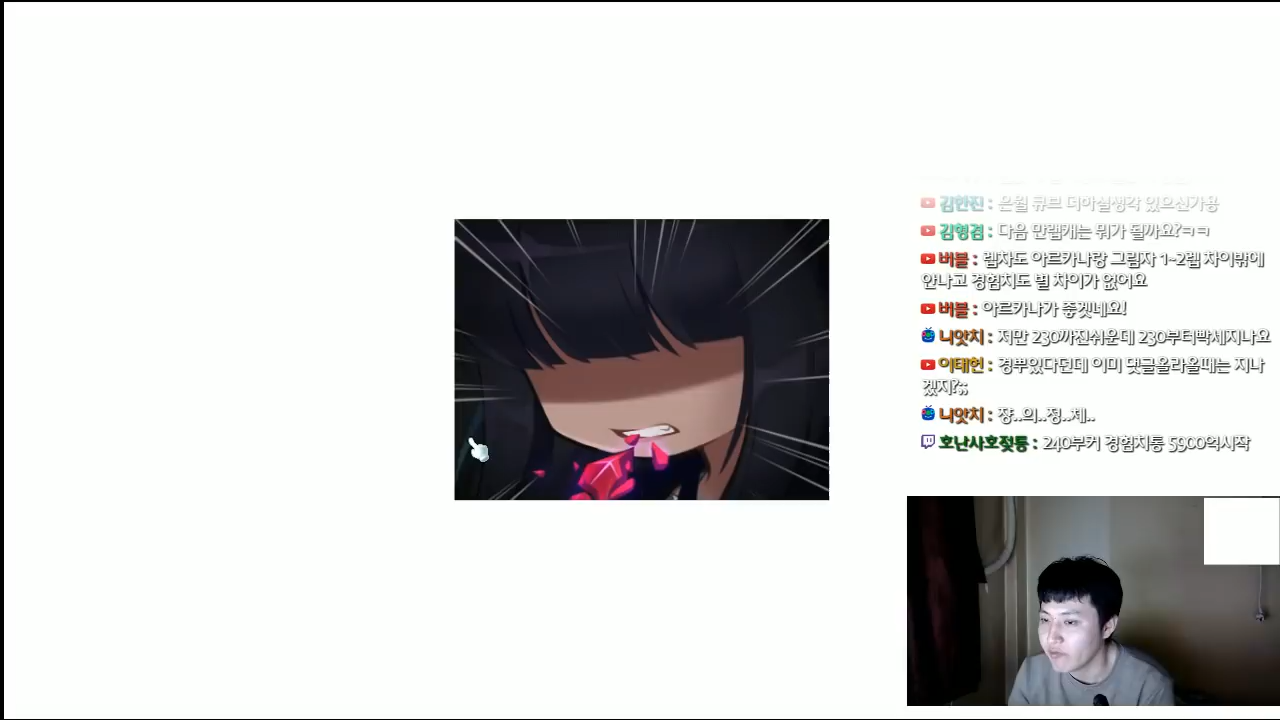 김한진 : 은월 큐브 더아실생각 있으신가용
김형겸 : 다음 만렙캐는 뭐가 될까요?ㅋㅋ
버블 : 렙차도 아르카나랑 그림자 1~2렙 차이밖에
안나고 경험치도 별 차이가 없어요
버블 : 아르카나가 좋겟네요!
니앗치 : 저만 230까진쉬운데 230부터빡세지나요
이태헌 : 경뿌있다던데 이미 댓글올라올때는 지나
겠지?;;
니앗치 : 쟝..의..정..체..
호난사호젖통 : 240부커 경험치통 5900억시작